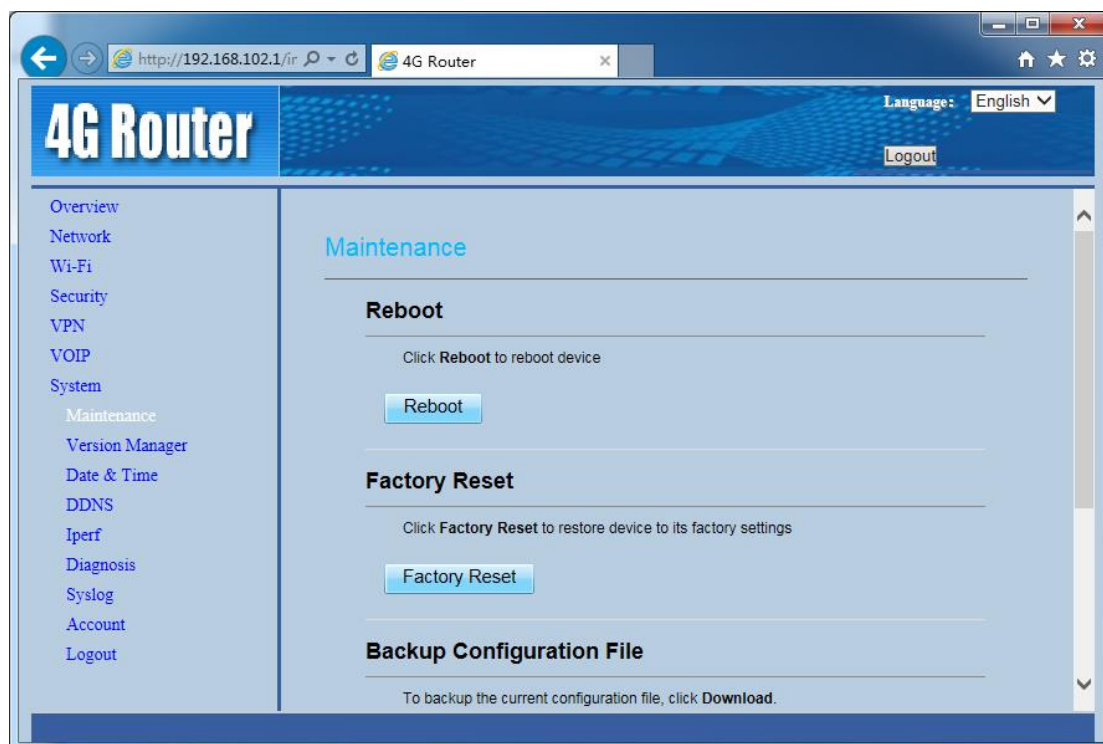 http://192.168.102.1/ir
4G Router
4G Router
Language: English
Logout
Overview
Network
Wi-Fi
Security
VPN
VOIP
System
Maintenance
Version Manager
Date & Time
DDNS
Iperf
Diagnosis
Syslog
Account
Logout
Maintenance
Reboot
Click Reboot to reboot device
Reboot
Factory Reset
Click Factory Reset to restore device to its factory settings
Factory Reset
Backup Configuration File
To backup the current configuration file, click Download.